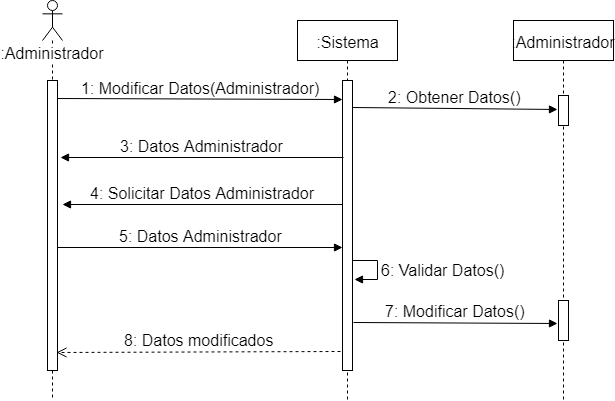 :Administrador
:Sistema
Administrador
1: Modificar Datos(Administrador)
2: Obtener Datos()
3: Datos Administrador
4: Solicitar Datos Administrador
5: Datos Administrador
6: Validar Datos()
7: Modificar Datos()
8: Datos modificados